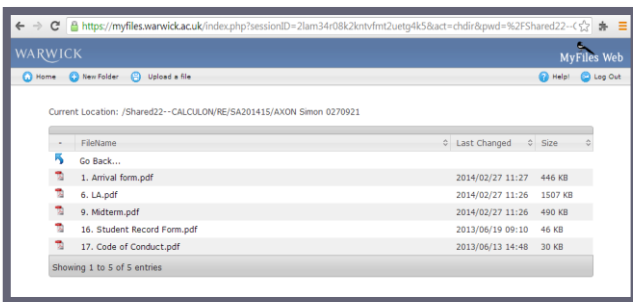 https://myfiles.warwick.ac.uk/index.php?sessionID=2lam34r08k2kntvfmt2uetg4k5&act=chdir&pwd=%2FShared22--
WARWICK
MyFiles Web
Home New Folder Upload a file Help! Log Out
Current Location: /Shared22--CALCULON/RE/SA201415/AXON Simon 0270921
- FileName Last Changed Size
Go Back...
1. Arrival form.pdf 2014/02/27 11:27 446 KB
6. LA.pdf 2014/02/27 11:26 1507 KB
9. Midterm.pdf 2014/02/27 11:26 490 KB
16. Student Record Form.pdf 2013/06/19 09:10 46 KB
17. Code of Conduct.pdf 2013/06/13 14:48 30 KB
Showing 1 to 5 of 5 entries